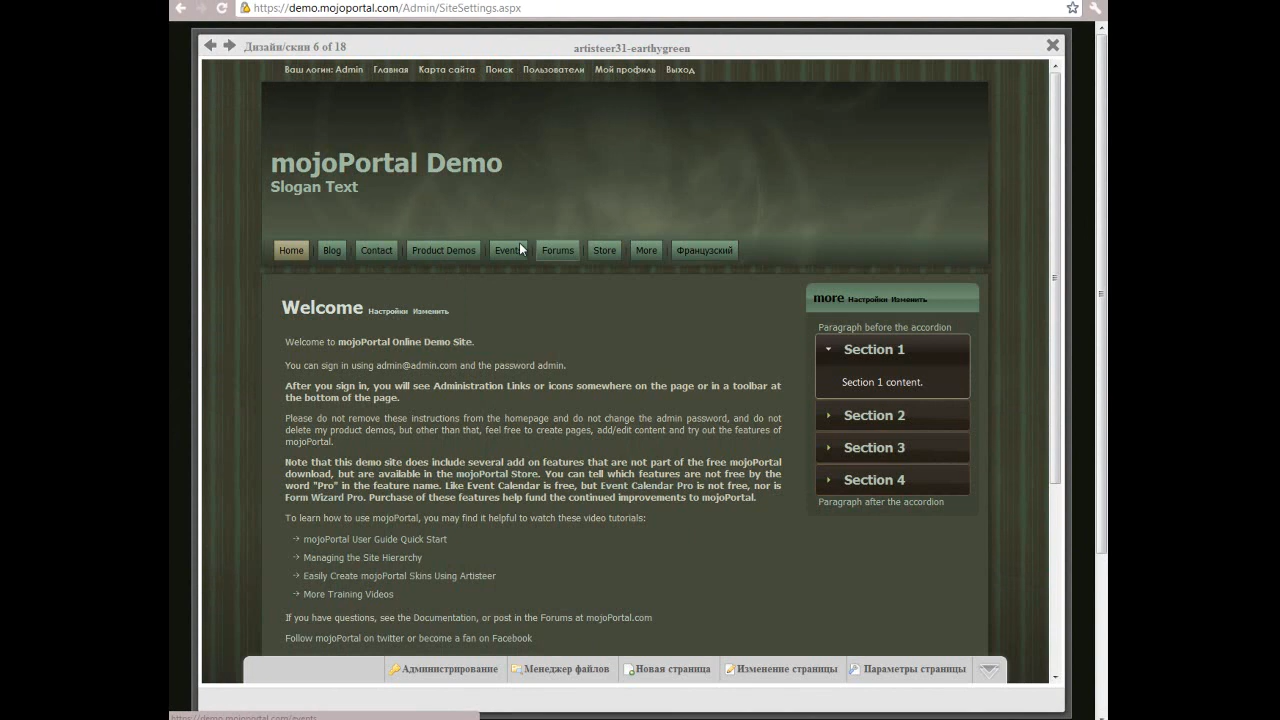 https://demo.mojoportal.com/Admin/SiteSettings.aspx
Дизайн/скин 6 of 18
artisteer31-earthygreen
Ваш логин: Admin Главная Карта сайта Поиск Пользователи Мой профиль Выход
mojoPortal Demo
Slogan Text
Home Blog Contact Product Demos Event Forums Store More Французский
Welcome Настройки Изменить
Welcome to mojoPortal Online Demo Site.
You can sign in using admin@admin.com and the password admin.
After you sign in, you will see Administration Links or icons somewhere on the page or in a toolbar at
the bottom of the page.
Please do not remove these instructions from the homepage and do not change the admin password, and do not
delete my product demos, but other than that, feel free to create pages, add/edit content and try out the features of
mojoPortal.
Note that this demo site does include several add on features that are not part of the free mojoPortal
download, but are available in the mojoPortal Store. You can tell which features are not free by the
word "Pro" in the feature name. Like Event Calendar is free, but Event Calendar Pro is not free, nor is
Form Wizard Pro. Purchase of these features help fund the continued improvements to mojoPortal.
To learn how to use mojoPortal, you may find it helpful to watch these video tutorials:
mojoPortal User Guide Quick Start
Managing the Site Hierarchy
Easily Create mojoPortal Skins Using Artisteer
More Training Videos
If you have questions, see the Documentation, or post in the Forums at mojoPortal.com
Follow mojoPortal on twitter or become a fan on Facebook
more Настройки Изменить
Paragraph before the accordion
Section 1
Section 1 content.
Section 2
Section 3
Section 4
Paragraph after the accordion
Администрирование Менеджер файлов Новая страница Изменение страницы Параметры страницы
https://demo.mojoportal.com/events